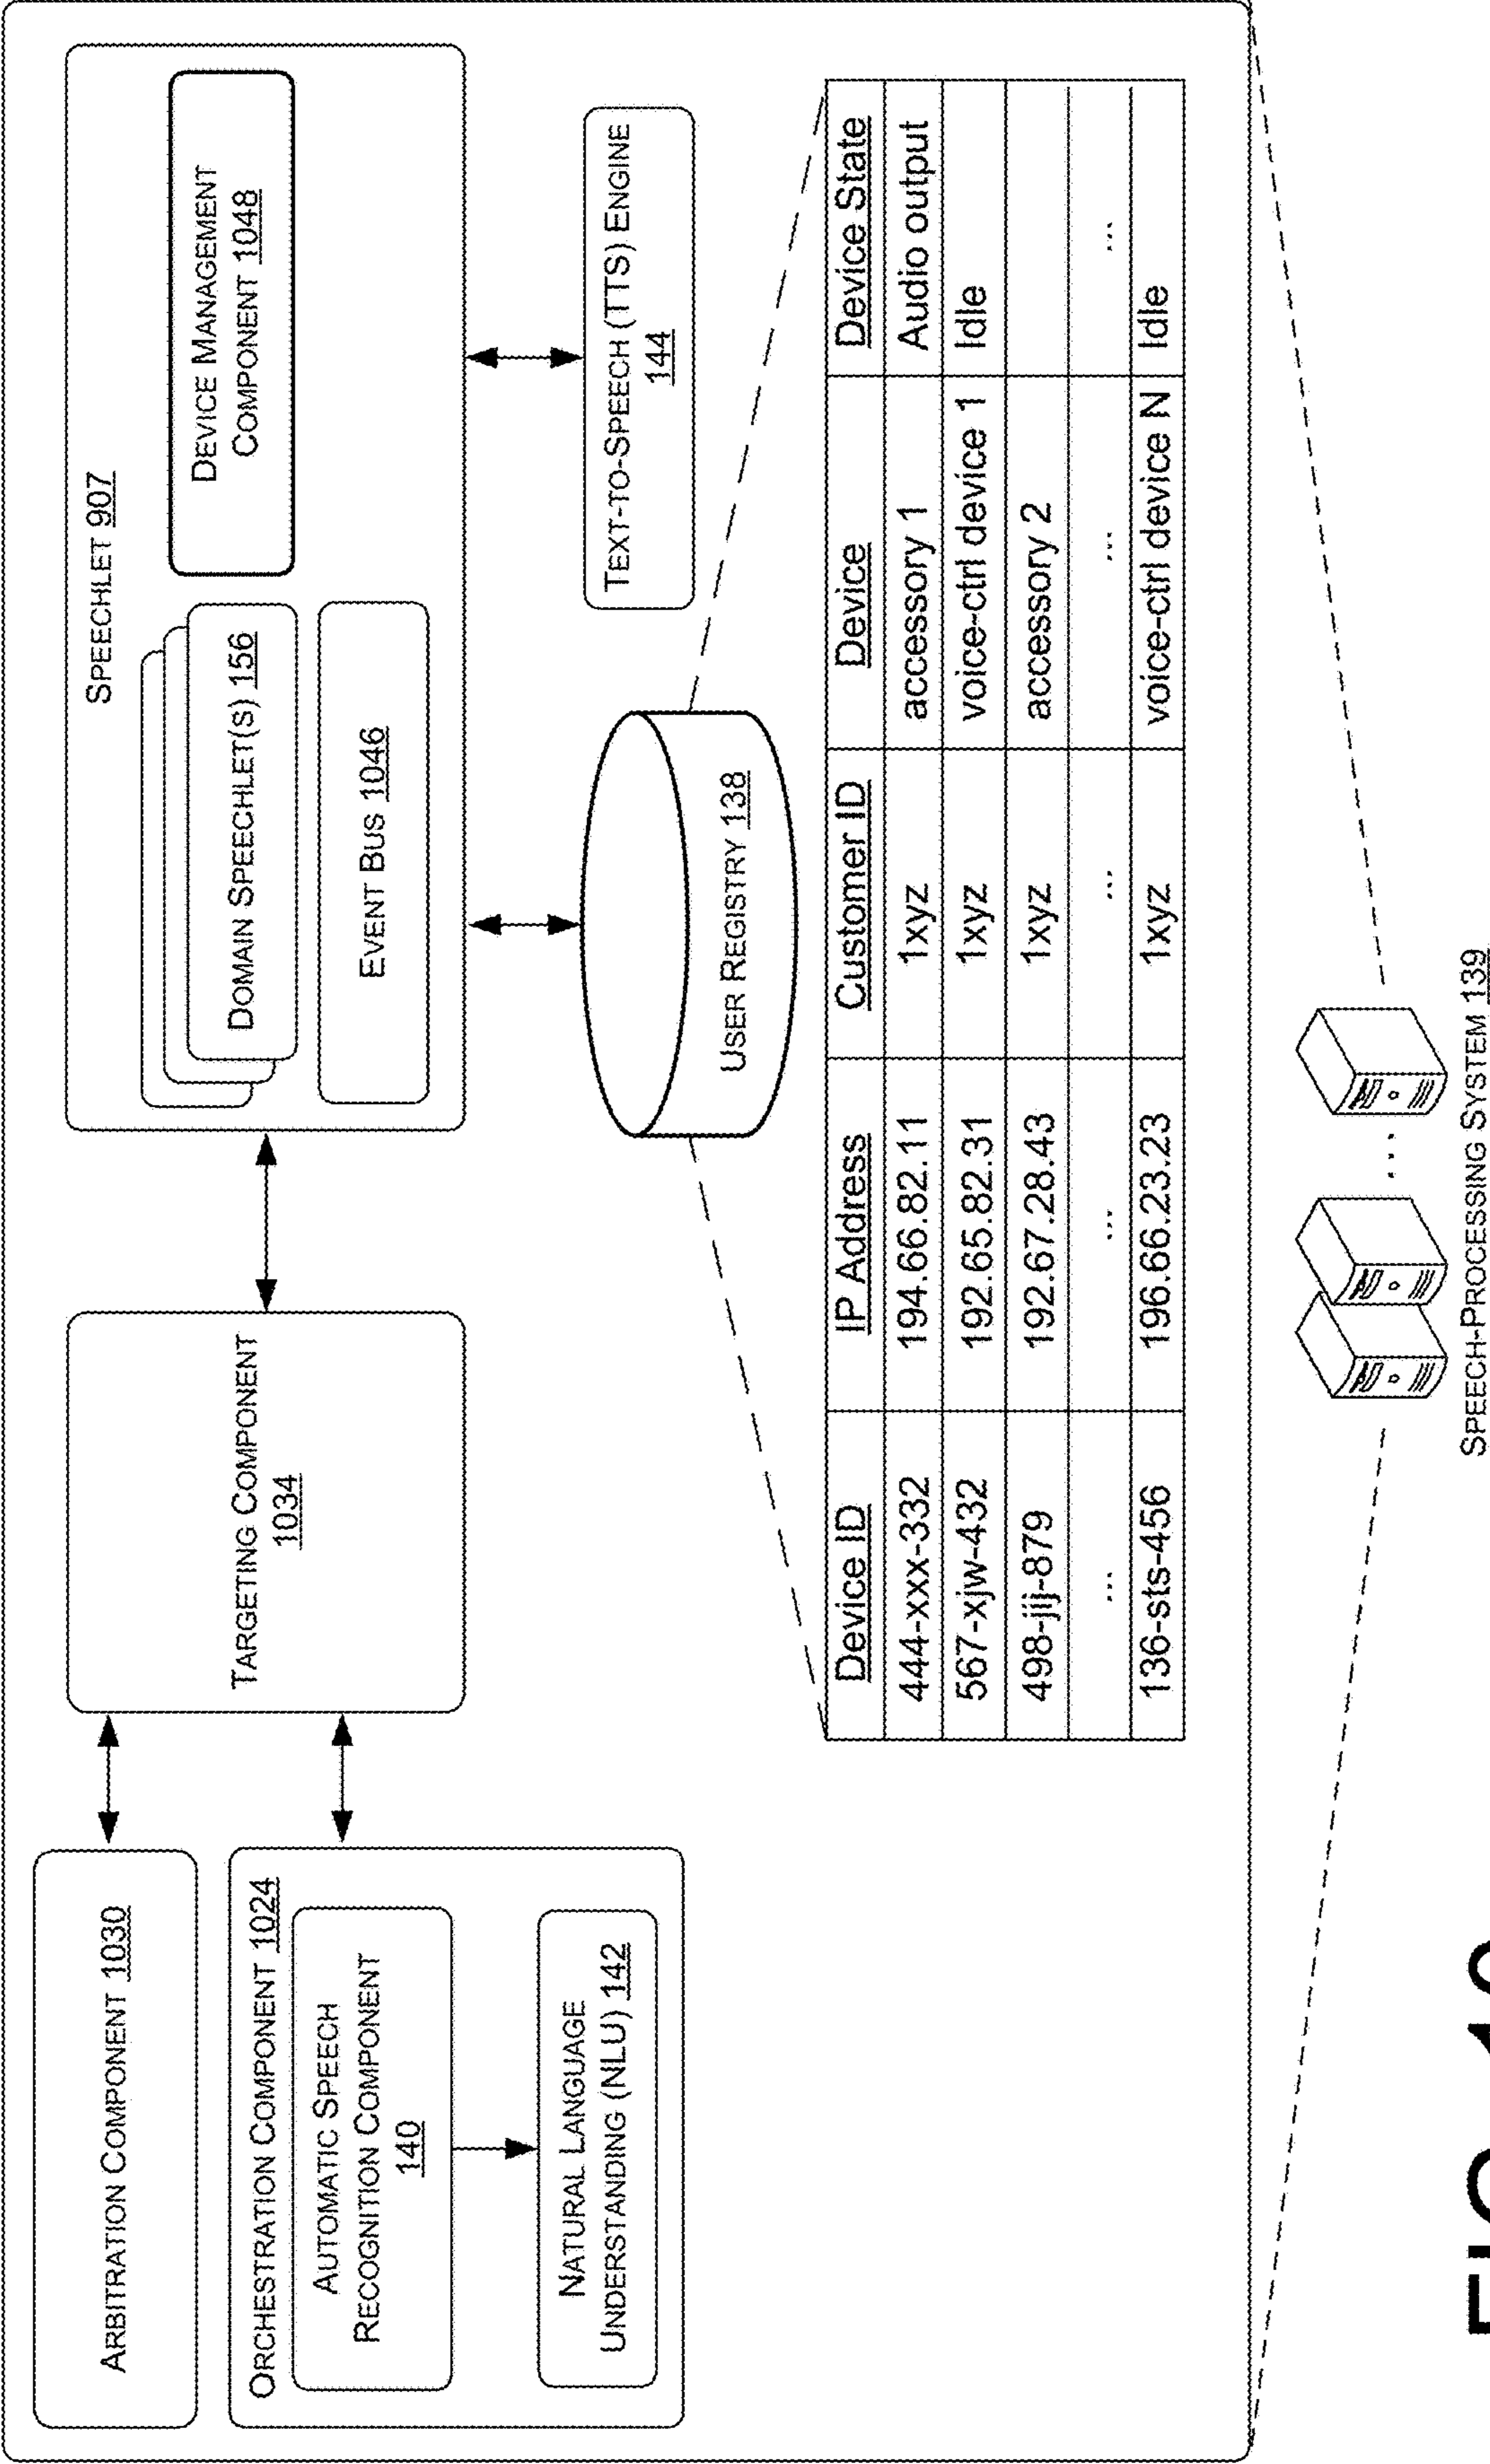 ARBITRATION COMPONENT 1030
ORCHESTRATION COMPONENT 1024
AUTOMATIC SPEECH
RECOGNITION COMPONENT
140
NATURAL LANGUAGE
UNDERSTANDING (NLU) 142
TARGETING COMPONENT
1034
SPEECHLET 907
DOMAIN SPEECHLET(S) 156
EVENT BUS 1046
DEVICE MANAGEMENT
COMPONENT 1048
USER REGISTRY 138
TEXT-TO-SPEECH (TTS) ENGINE
144
Device ID IP Address Customer ID Device Device State
444-xxx-332 194.66.82.11 1xyz accessory 1 Audio output
567-xjw-432 192.65.82.31 1xyz voice-ctrl device 1 Idle
498-jij-879 192.67.28.43 1xyz accessory 2
... ... ... ... ...
136-sts-456 196.66.23.23 1xyz voice-ctrl device N Idle
...
SPEECH-PROCESSING SYSTEM 139